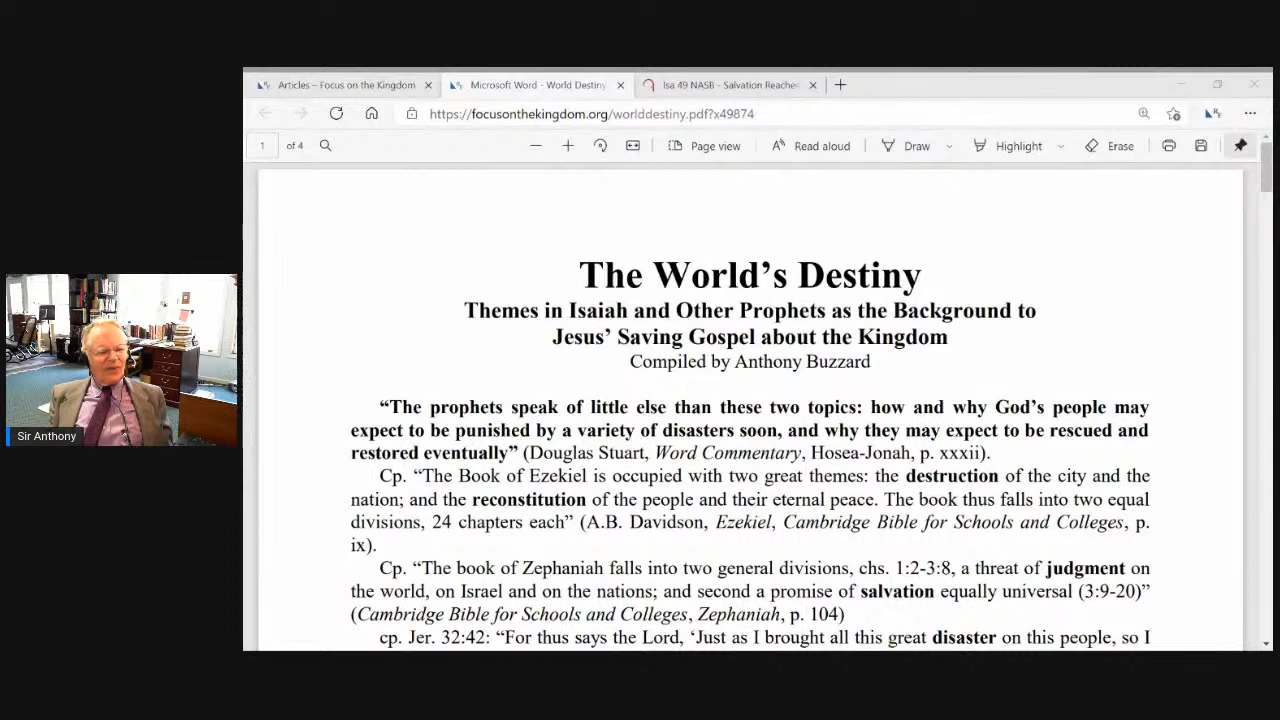 Articles – Focus on the Kingdom
Microsoft Word - World Destiny
Isa 49 NASB - Salvation Reaches
https://focusonthekingdom.org/worlddestiny.pdf?x49874
1 of 4
Page view
Read aloud
Draw
Highlight
Erase
The World’s Destiny
Themes in Isaiah and Other Prophets as the Background to
Jesus’ Saving Gospel about the Kingdom
Compiled by Anthony Buzzard
“The prophets speak of little else than these two topics: how and why God’s people may
expect to be punished by a variety of disasters soon, and why they may expect to be rescued and
restored eventually” (Douglas Stuart, Word Commentary, Hosea-Jonah, p. xxxii).
Cp. “The Book of Ezekiel is occupied with two great themes: the destruction of the city and the
nation; and the reconstitution of the people and their eternal peace. The book thus falls into two equal
divisions, 24 chapters each” (A.B. Davidson, Ezekiel, Cambridge Bible for Schools and Colleges, p.
ix).
Cp. “The book of Zephaniah falls into two general divisions, chs. 1:2-3:8, a threat of judgment on
the world, on Israel and on the nations; and second a promise of salvation equally universal (3:9-20)”
(Cambridge Bible for Schools and Colleges, Zephaniah, p. 104)
cp. Jer. 32:42: “For thus says the Lord, ‘Just as I brought all this great disaster on this people, so I
Sir Anthony